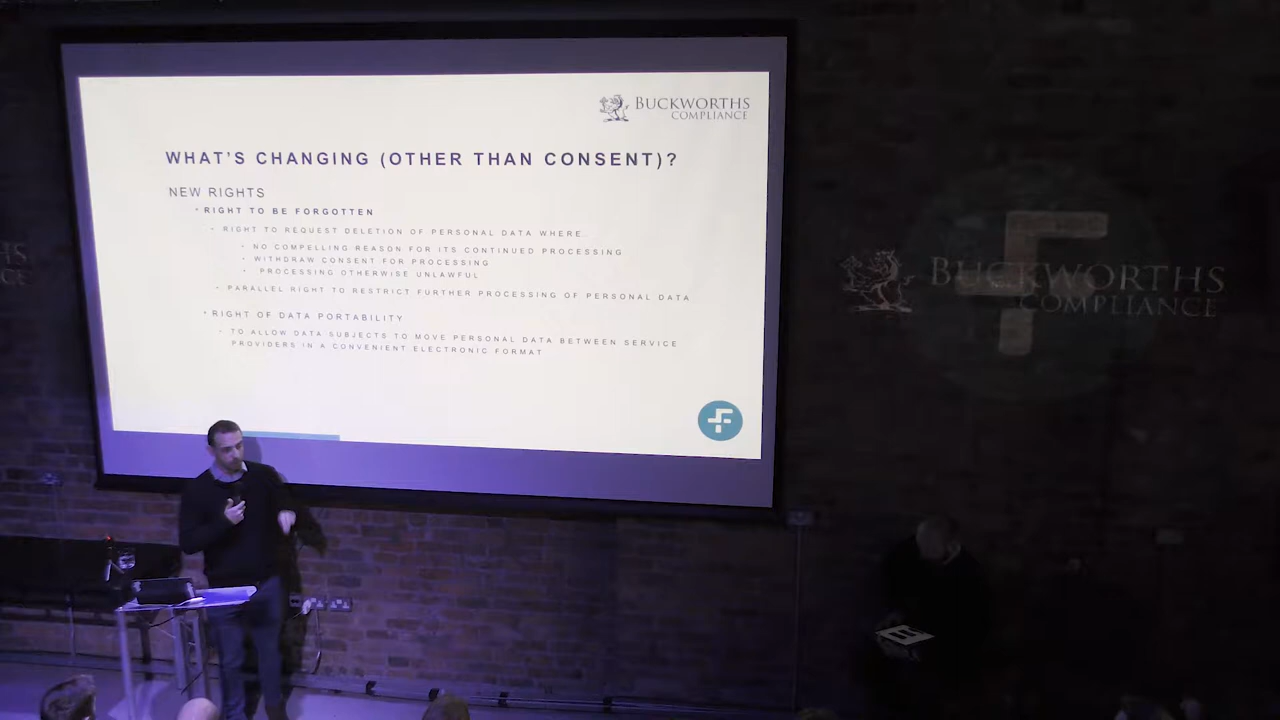 BUCKWORTHS
COMPLIANCE
WHAT'S CHANGING (OTHER THAN CONSENT)?
NEW RIGHTS
• RIGHT TO BE FORGOTTEN
• RIGHT TO REQUEST DELETION OF PERSONAL DATA WHERE..
• NO COMPELLING REASON FOR ITS CONTINUED PROCESSING
• WITHDRAW CONSENT FOR PROCESSING
• PROCESSING OTHERWISE UNLAWFUL
• PARALLEL RIGHT TO RESTRICT FURTHER PROCESSING OF PERSONAL DATA
• RIGHT OF DATA PORTABILITY
• TO ALLOW DATA SUBJECTS TO MOVE PERSONAL DATA BETWEEN SERVICE
PROVIDERS IN A CONVENIENT ELECTRONIC FORMAT
HS
NCE
BUCKWORTHS
COMPLIANCE